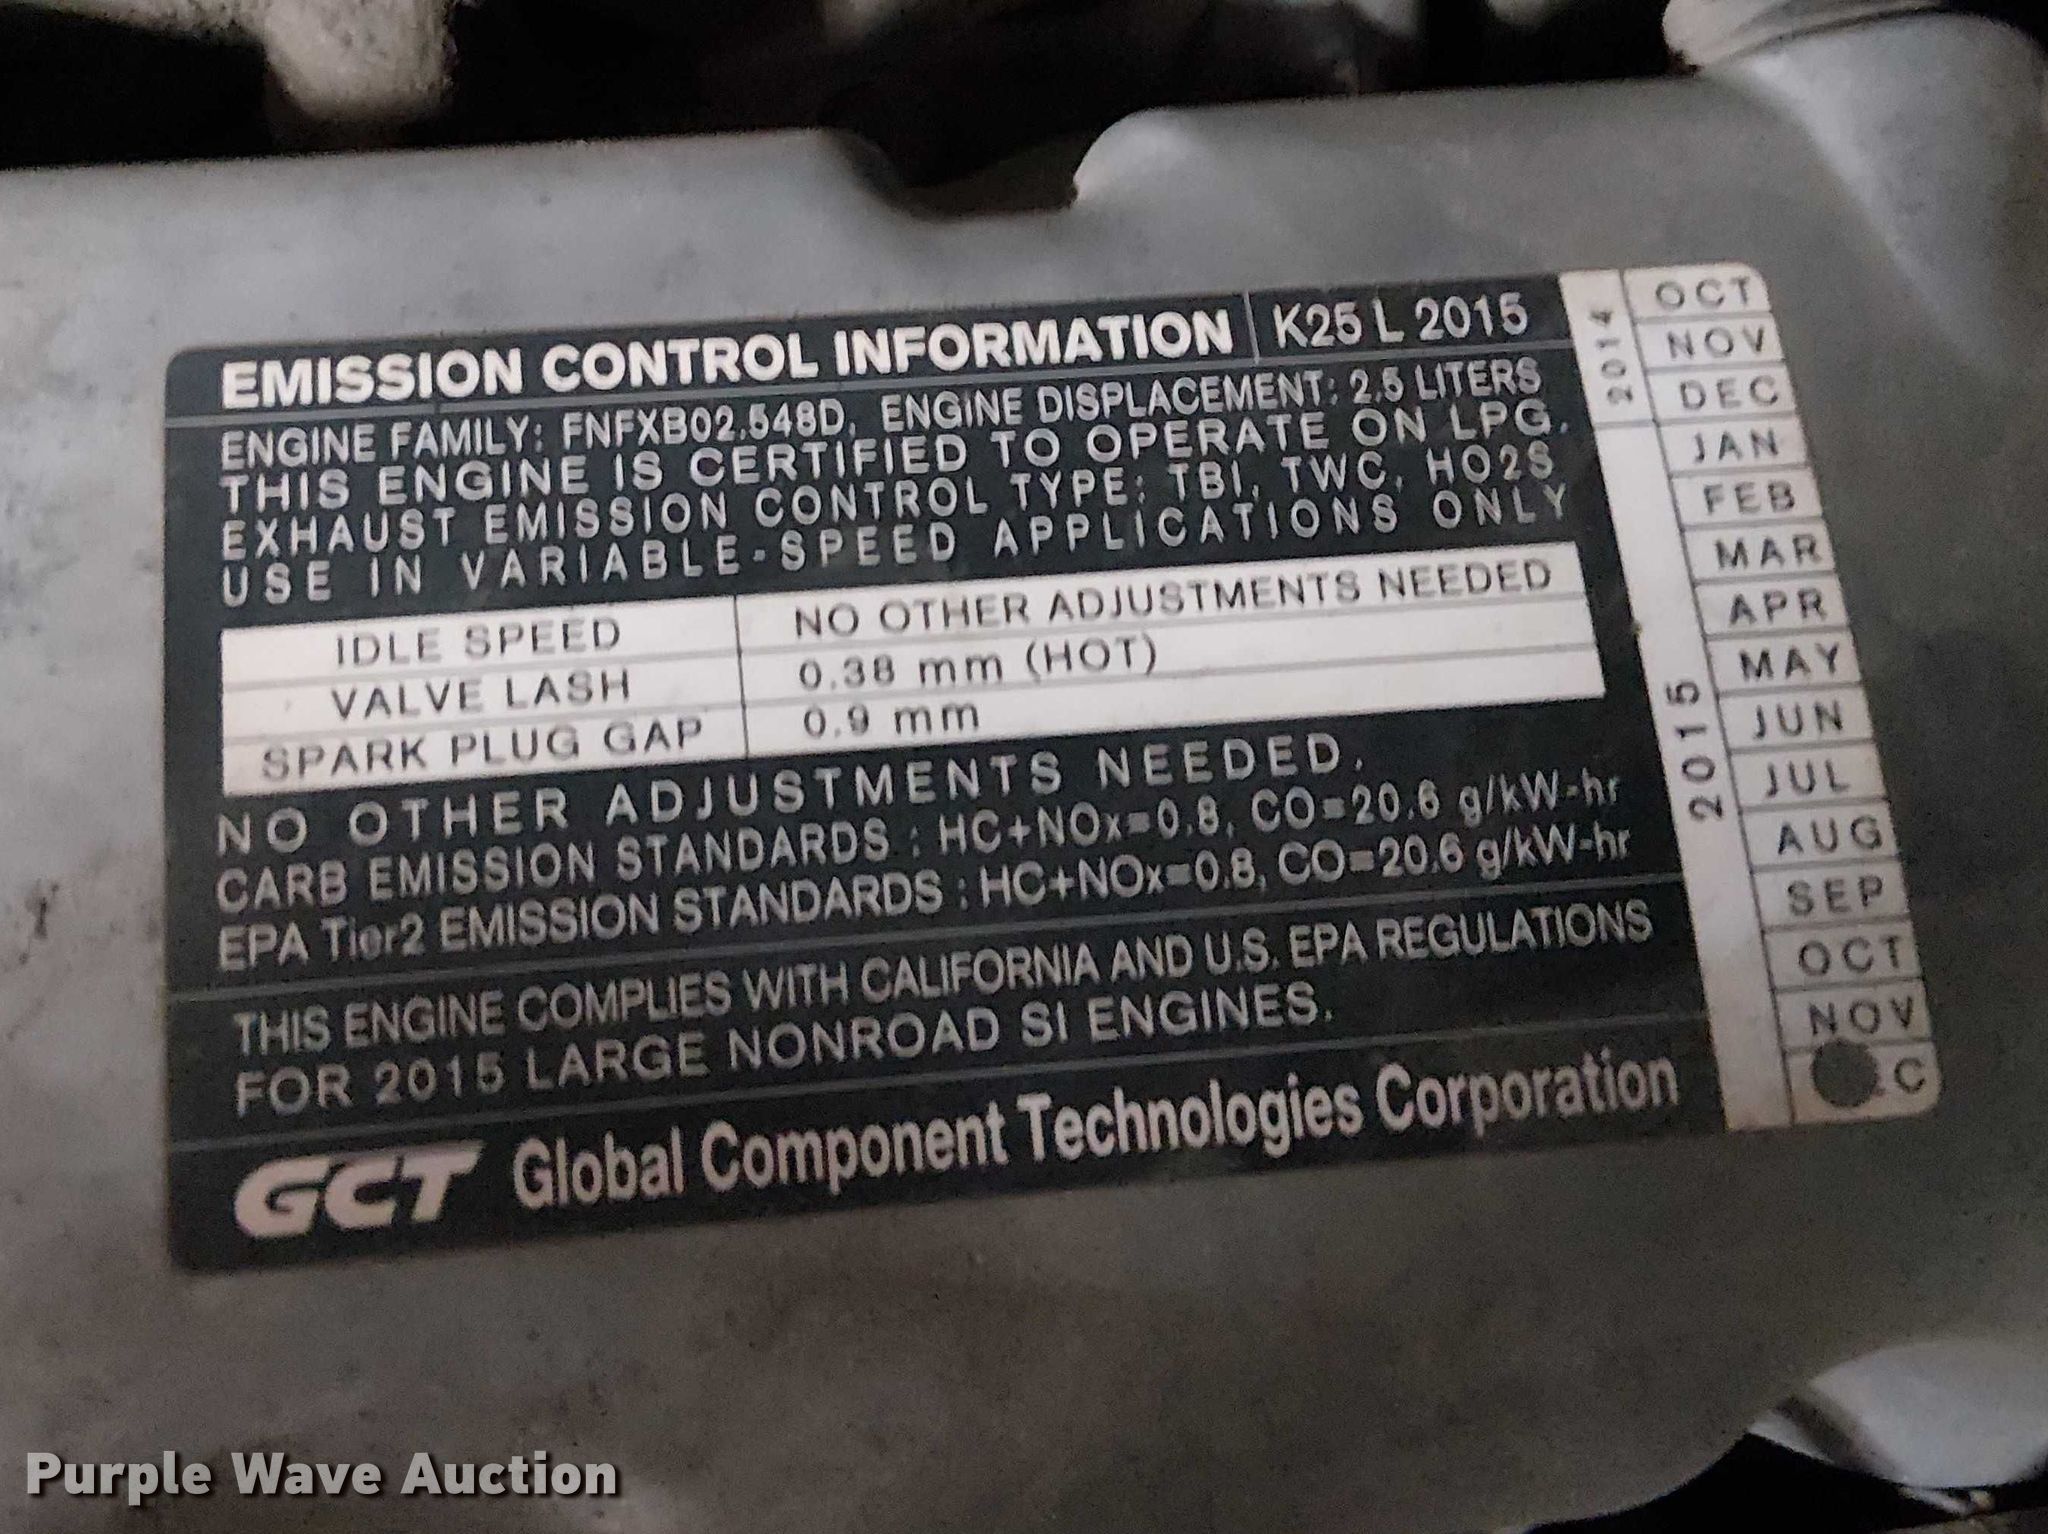 EMISSION CONTROL INFORMATION K25 L 2015
ENGINE FAMILY: FNFXB02.548D, ENGINE DISPLACEMENT: 2.5 LITERS
THIS ENGINE IS CERTIFIED TO OPERATE ON LPG.
EXHAUST EMISSION CONTROL TYPE: TBI, TWC, HO2S
USE IN VARIABLE-SPEED APPLICATIONS ONLY
IDLE SPEED NO OTHER ADJUSTMENTS NEEDED
VALVE LASH 0.38 mm (HOT)
SPARK PLUG GAP 0.9 mm
NO OTHER ADJUSTMENTS NEEDED.
CARB EMISSION STANDARDS : HC+NOx=0.8, CO=20.6 g/kW-hr
EPA Tier2 EMISSION STANDARDS : HC+NOx=0.8, CO=20.6 g/kW-hr
THIS ENGINE COMPLIES WITH CALIFORNIA AND U.S. EPA REGULATIONS
FOR 2015 LARGE NONROAD SI ENGINES.
GCT Global Component Technologies Corporation
2014
OCT
NOV
DEC
2015
JAN
FEB
MAR
APR
MAY
JUN
JUL
AUG
SEP
OCT
NOV
Purple Wave Auction